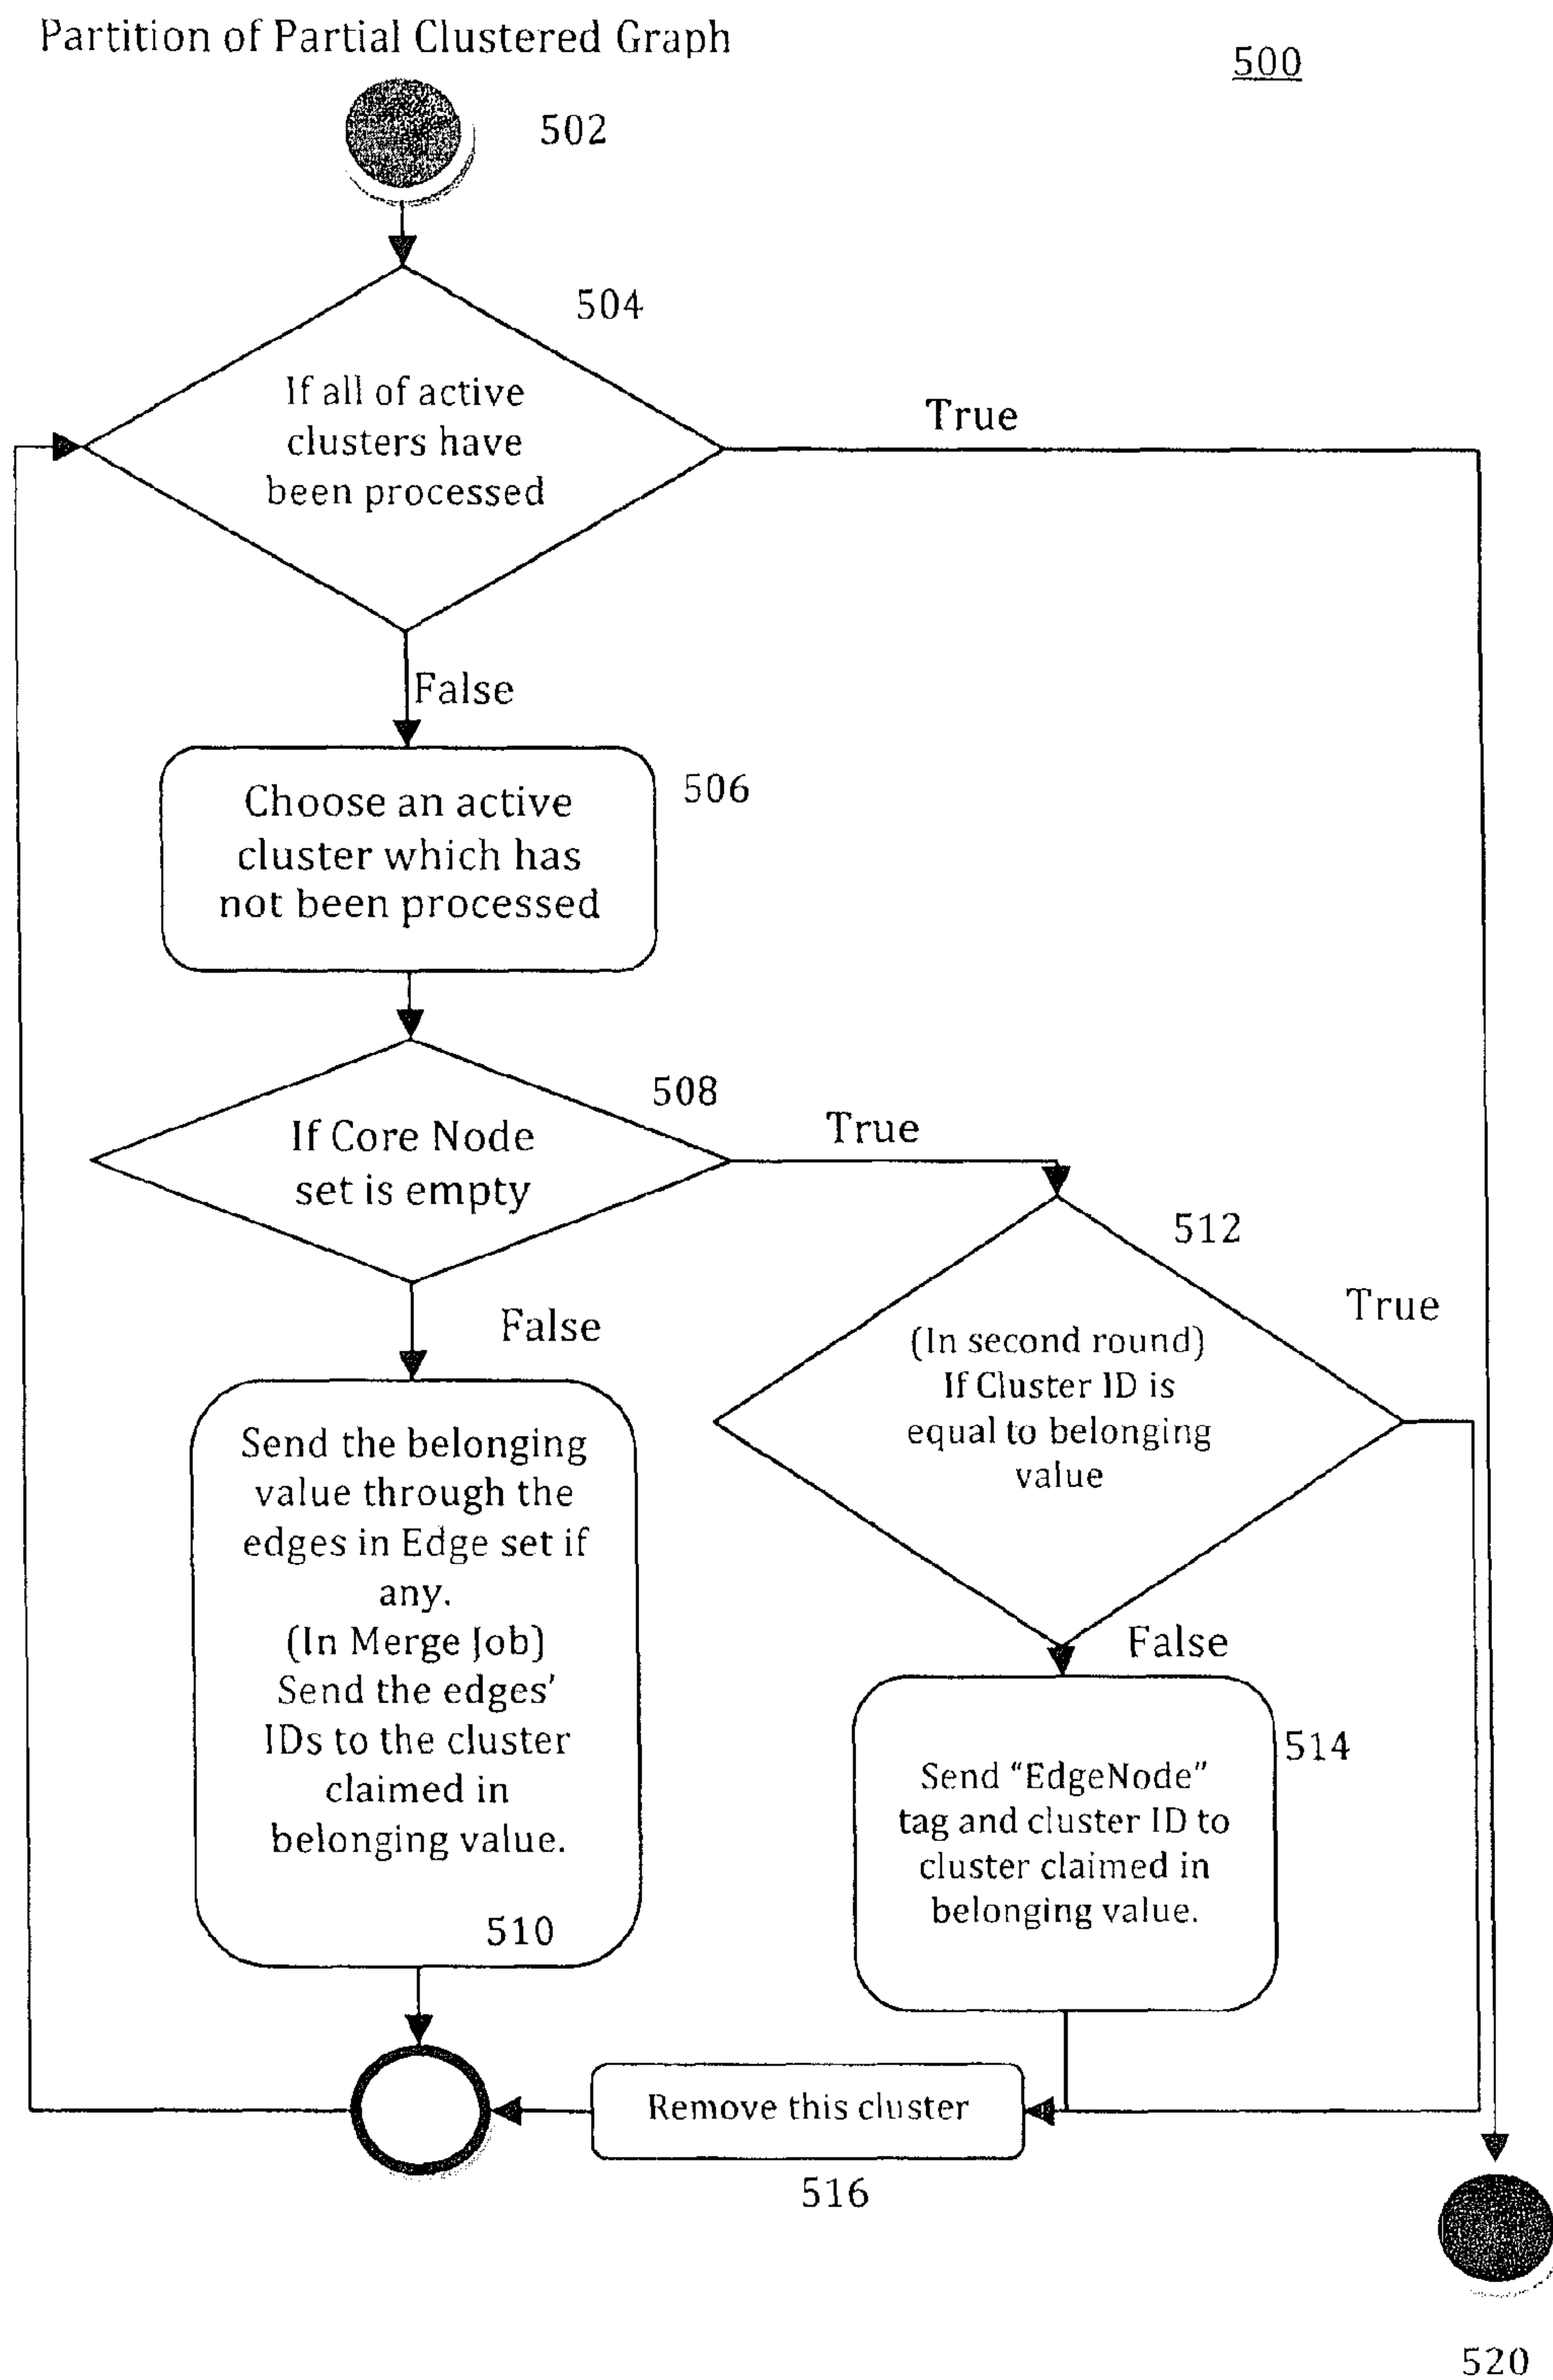 Partition of Partial Clustered Graph
500
502
504
If all of active
clusters have
been processed
True
False
506
Choose an active
cluster which has
not been processed
508
If Core Node
set is empty
True
512
True
(In second round)
If Cluster ID is
equal to belonging
value
False
Send the belonging
value through the
edges in Edge set if
any.
(In Merge Job)
Send the edges'
IDs to the cluster
claimed in
belonging value.
510
False
514
Send "EdgeNode"
tag and cluster ID to
cluster claimed in
belonging value.
Remove this cluster
516
520